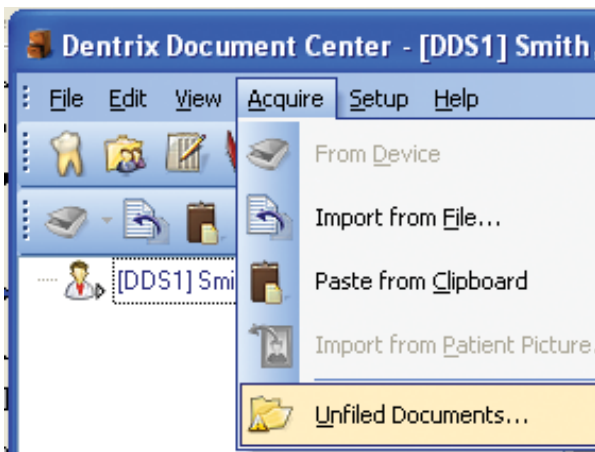 Dentrix Document Center - [DDS1] Smith
File Edit View Acquire Setup Help
From Device
Import from File...
Paste from Clipboard
[DDS1] Smi
Import from Patient Picture.
Unfiled Documents...